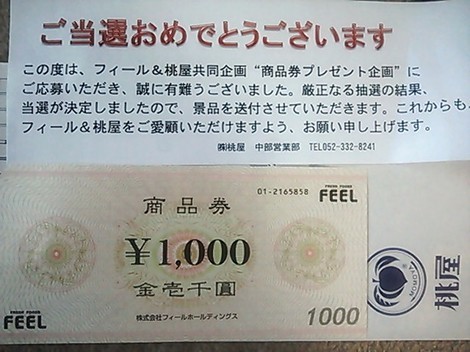 ご当選おめでとうございます
この度は、フィール&桃屋共同企画“商品券プレゼント企画”に
ご応募いただき、誠に有難うございました。厳正なる抽選の結果、
当選が決定しましたので、景品を送付させていただきます。これからも、
フィール&桃屋をご愛顧いただけますよう、お願い申し上げます。
㈱桃屋 中部営業部 TEL052-332-8241
01-2165858
FRESH FOODS
FEEL
商品券
¥1,000
金壱千圓
FRESH FOODS
FEEL
株式会社フィールホールディングス
1000
MOMOYA
桃屋